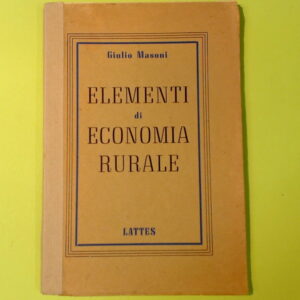 Giulio Masoni
ELEMENTI
di
ECONOMIA
RURALE
LATTES